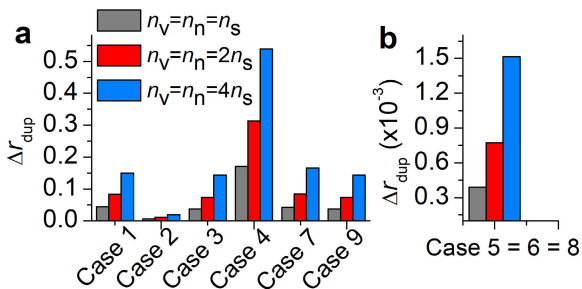 a
n_v=n_n=n_s
n_v=n_n=2n_s
n_v=n_n=4n_s
Δr_dup
0.5
0.4
0.3
0.2
0.1
0.0
Case 1
Case 2
Case 3
Case 4
Case 7
Case 9
b
Δr_dup (x10^-3)
1.5
1.2
0.9
0.6
0.3
Case 5 = 6 = 8